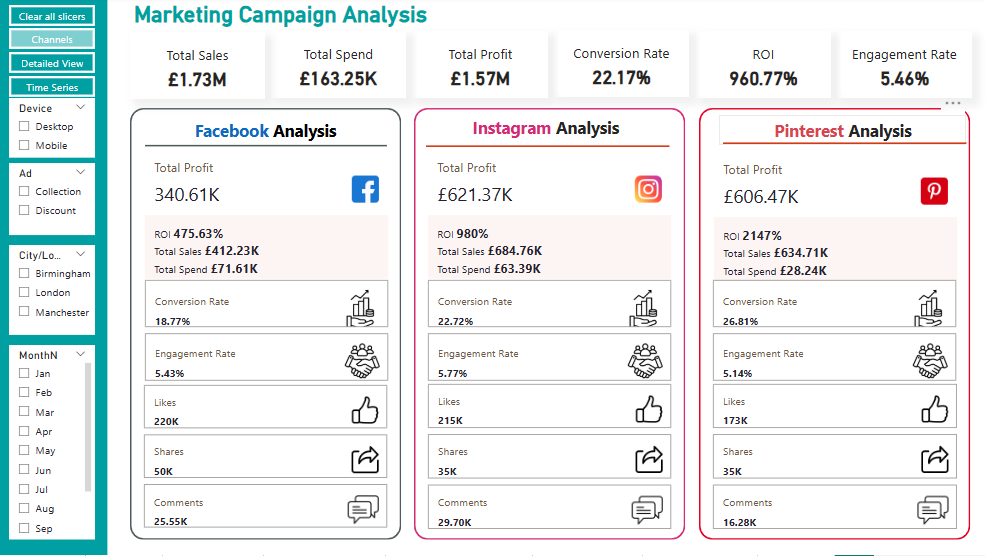 Clear all slicers
Channels
Detailed View
Time Series
Device
Desktop
Mobile
Ad
Collection
Discount
City/Lo...
Birmingham
London
Manchester
MonthN
Jan
Feb
Mar
Apr
May
Jun
Jul
Aug
Sep
Marketing Campaign Analysis
Total Sales
£1.73M
Total Spend
£163.25K
Total Profit
£1.57M
Conversion Rate
22.17%
ROI
960.77%
Engagement Rate
5.46%
Facebook Analysis
Total Profit
340.61K
ROI 475.63%
Total Sales £412.23K
Total Spend £71.61K
Conversion Rate
18.77%
Engagement Rate
5.43%
Likes
220K
Shares
50K
Comments
25.55K
Instagram Analysis
Total Profit
£621.37K
ROI 980%
Total Sales £684.76K
Total Spend £63.39K
Conversion Rate
22.72%
Engagement Rate
5.77%
Likes
215K
Shares
35K
Comments
29.70K
Pinterest Analysis
Total Profit
£606.47K
ROI 2147%
Total Sales £634.71K
Total Spend £28.24K
Conversion Rate
26.81%
Engagement Rate
5.14%
Likes
173K
Shares
35K
Comments
16.28K